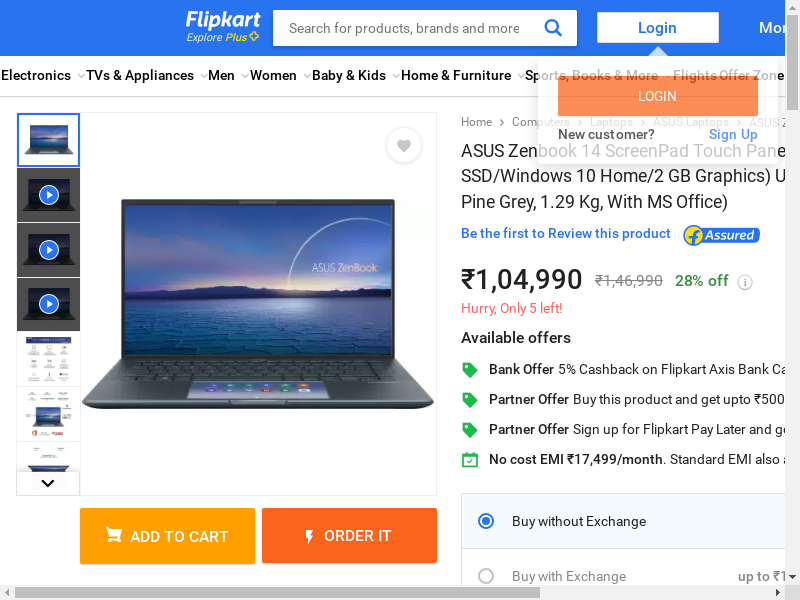 Flipkart
Explore Plus
Search for products, brands and more
Login
Mor
Electronics
TVs & Appliances
Men
Women
Baby & Kids
Home & Furniture
Sports, Books & More
Flights
Offer Zone
LOGIN
New customer?
Sign Up
Home
Computers
Laptops
ASUS Laptops
ASUS Z
ASUS Zenbook 14 ScreenPad Touch Pane
SSD/Windows 10 Home/2 GB Graphics) U
Pine Grey, 1.29 Kg, With MS Office)
Be the first to Review this product
Assured
₹1,04,990 ₹1,46,990 28% off
Hurry, Only 5 left!
Available offers
Bank Offer 5% Cashback on Flipkart Axis Bank Ca
Partner Offer Buy this product and get upto ₹500
Partner Offer Sign up for Flipkart Pay Later and ge
No cost EMI ₹17,499/month. Standard EMI also a
Buy without Exchange
Buy with Exchange
up to ₹1
ASUS ZenBook
ADD TO CART
ORDER IT